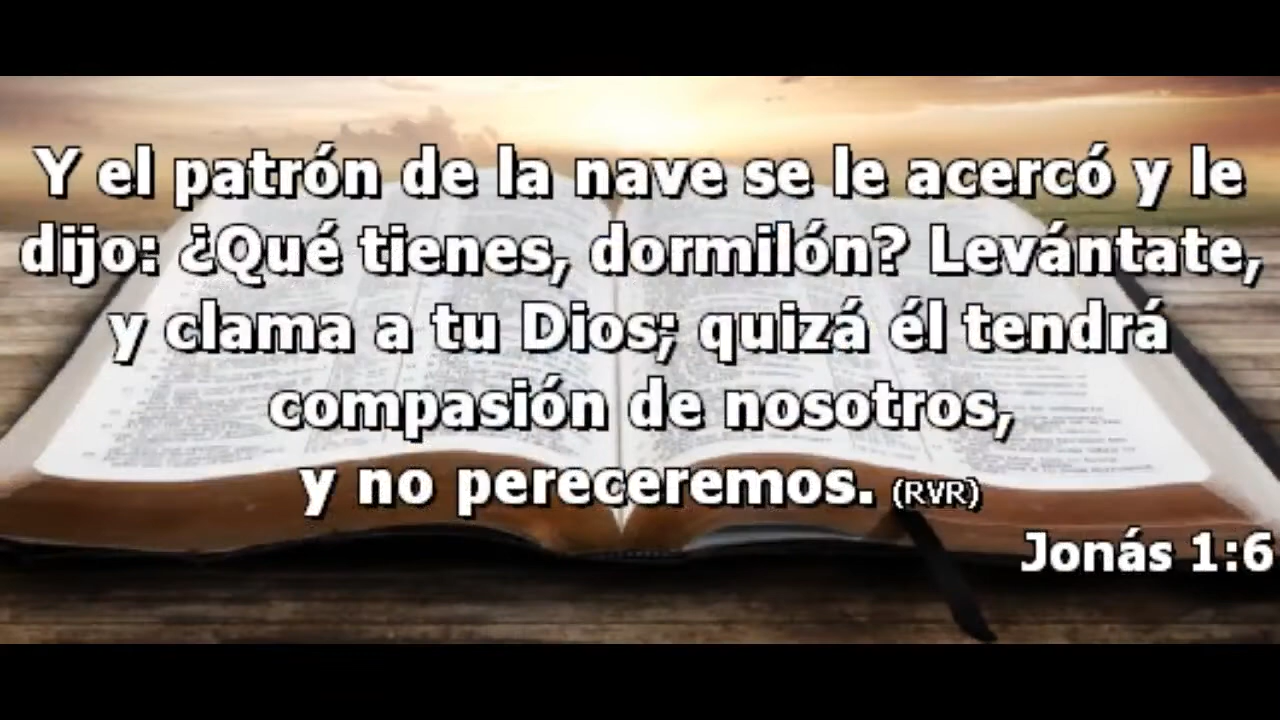 Y el patrón de la nave se le acercó y le
dijo: ¿Qué tienes, dormilón? Levántate,
y clama a tu Dios; quizá él tendrá
compasión de nosotros,
y no pereceremos. (RVR)
Jonás 1:6